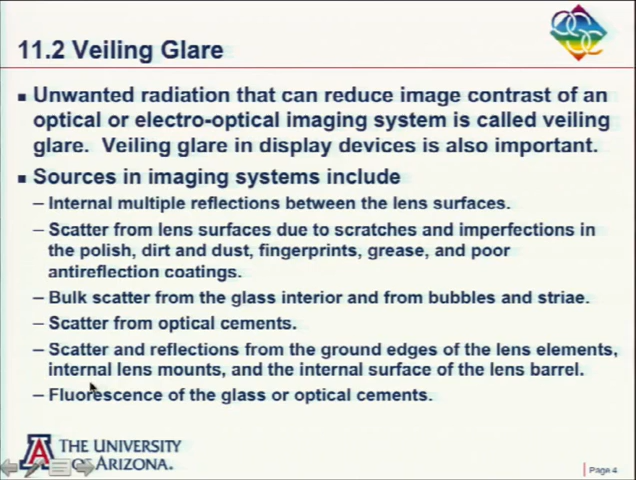 11.2 Veiling Glare
Unwanted radiation that can reduce image contrast of an
optical or electro-optical imaging system is called veiling
glare.  Veiling glare in display devices is also important.
Sources in imaging systems include
– Internal multiple reflections between the lens surfaces.
– Scatter from lens surfaces due to scratches and imperfections in
the polish, dirt and dust, fingerprints, grease, and poor
antireflection coatings.
– Bulk scatter from the glass interior and from bubbles and striae.
– Scatter from optical cements.
– Scatter and reflections from the ground edges of the lens elements,
internal lens mounts, and the internal surface of the lens barrel.
– Fluorescence of the glass or optical cements.
A
THE UNIVERSITY
OF ARIZONA.
Page 4